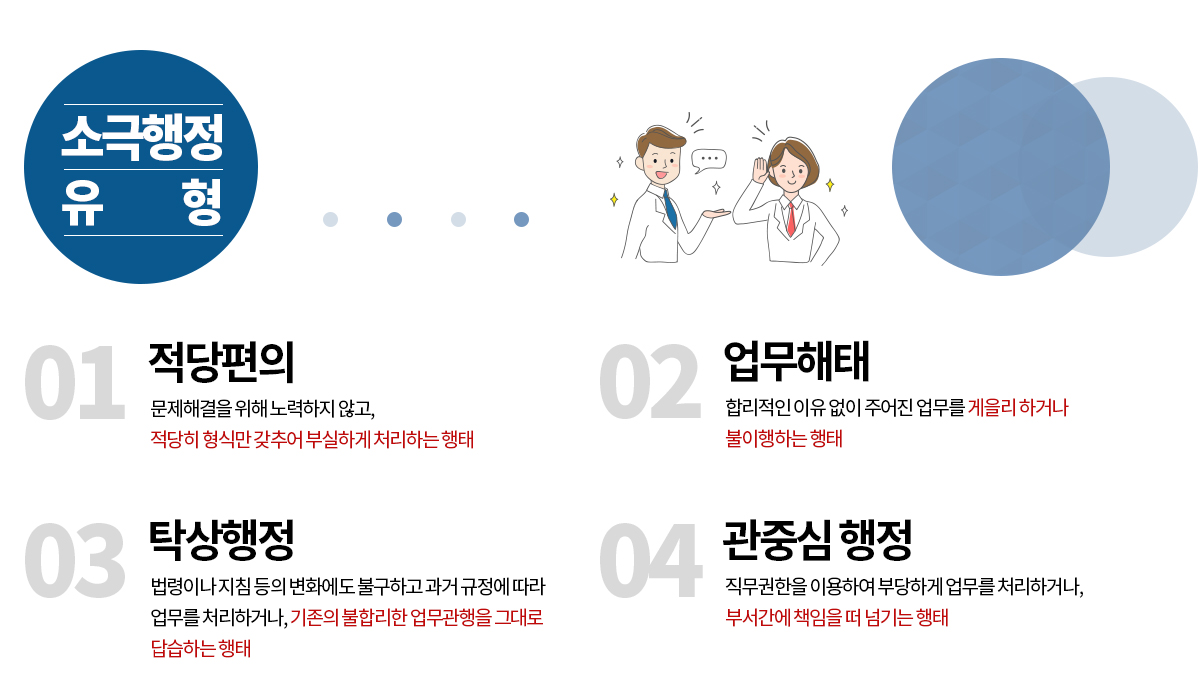 소극행정
유 형
01
적당편의
문제해결을 위해 노력하지 않고,
적당히 형식만 갖추어 부실하게 처리하는 행태
02
업무해태
합리적인 이유 없이 주어진 업무를 게을리 하거나
불이행하는 행태
03
탁상행정
법령이나 지침 등의 변화에도 불구하고 과거 규정에 따라
업무를 처리하거나, 기존의 불합리한 업무관행을 그대로
답습하는 행태
04
관중심 행정
직무권한을 이용하여 부당하게 업무를 처리하거나,
부서간에 책임을 떠 넘기는 행태